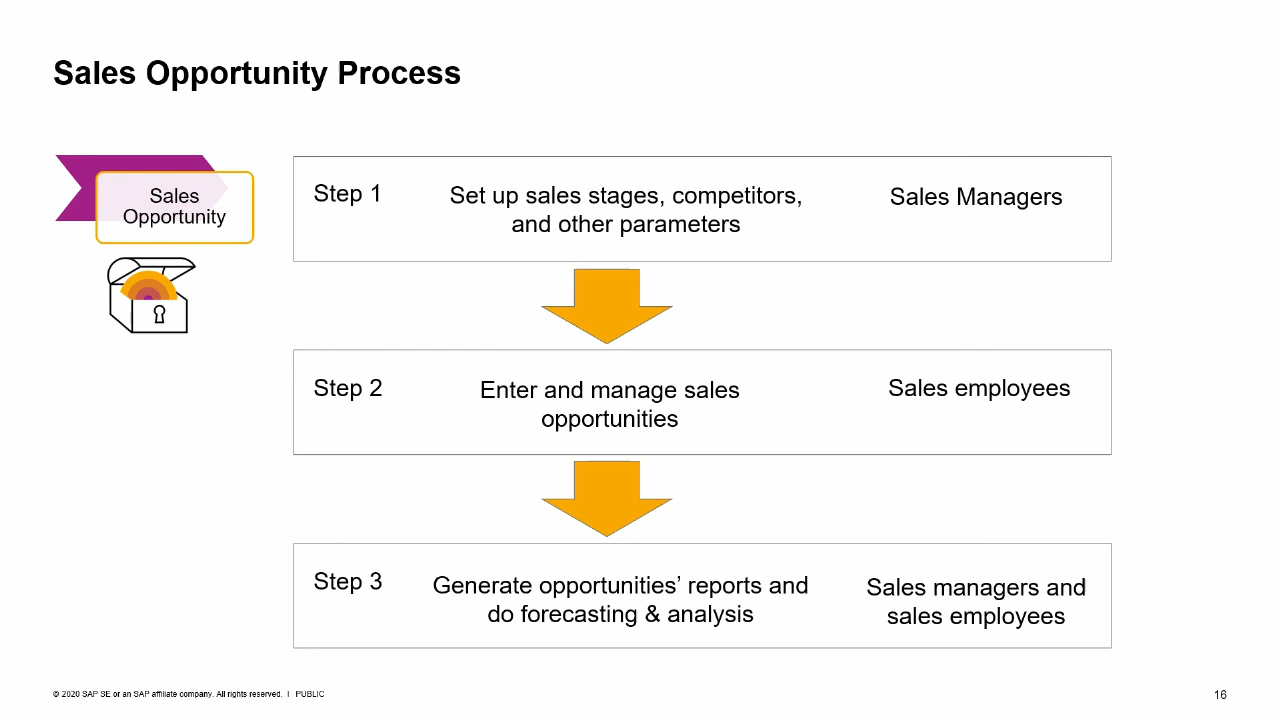 Sales Opportunity Process
Sales
Opportunity
Step 1
Set up sales stages, competitors,
and other parameters
Sales Managers
Step 2
Enter and manage sales
opportunities
Sales employees
Step 3
Generate opportunities’ reports and
do forecasting & analysis
Sales managers and
sales employees
© 2020 SAP SE or an SAP affiliate company. All rights reserved. I PUBLIC
16